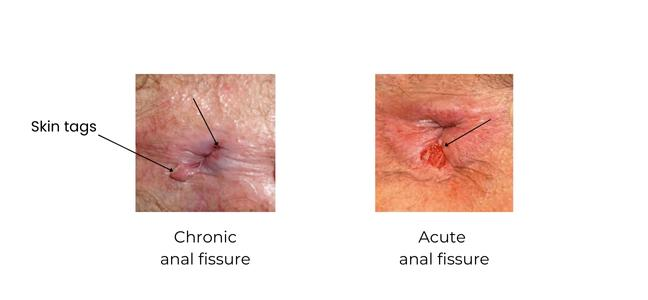 Skin tags
Chronic
anal fissure
Acute
anal fissure